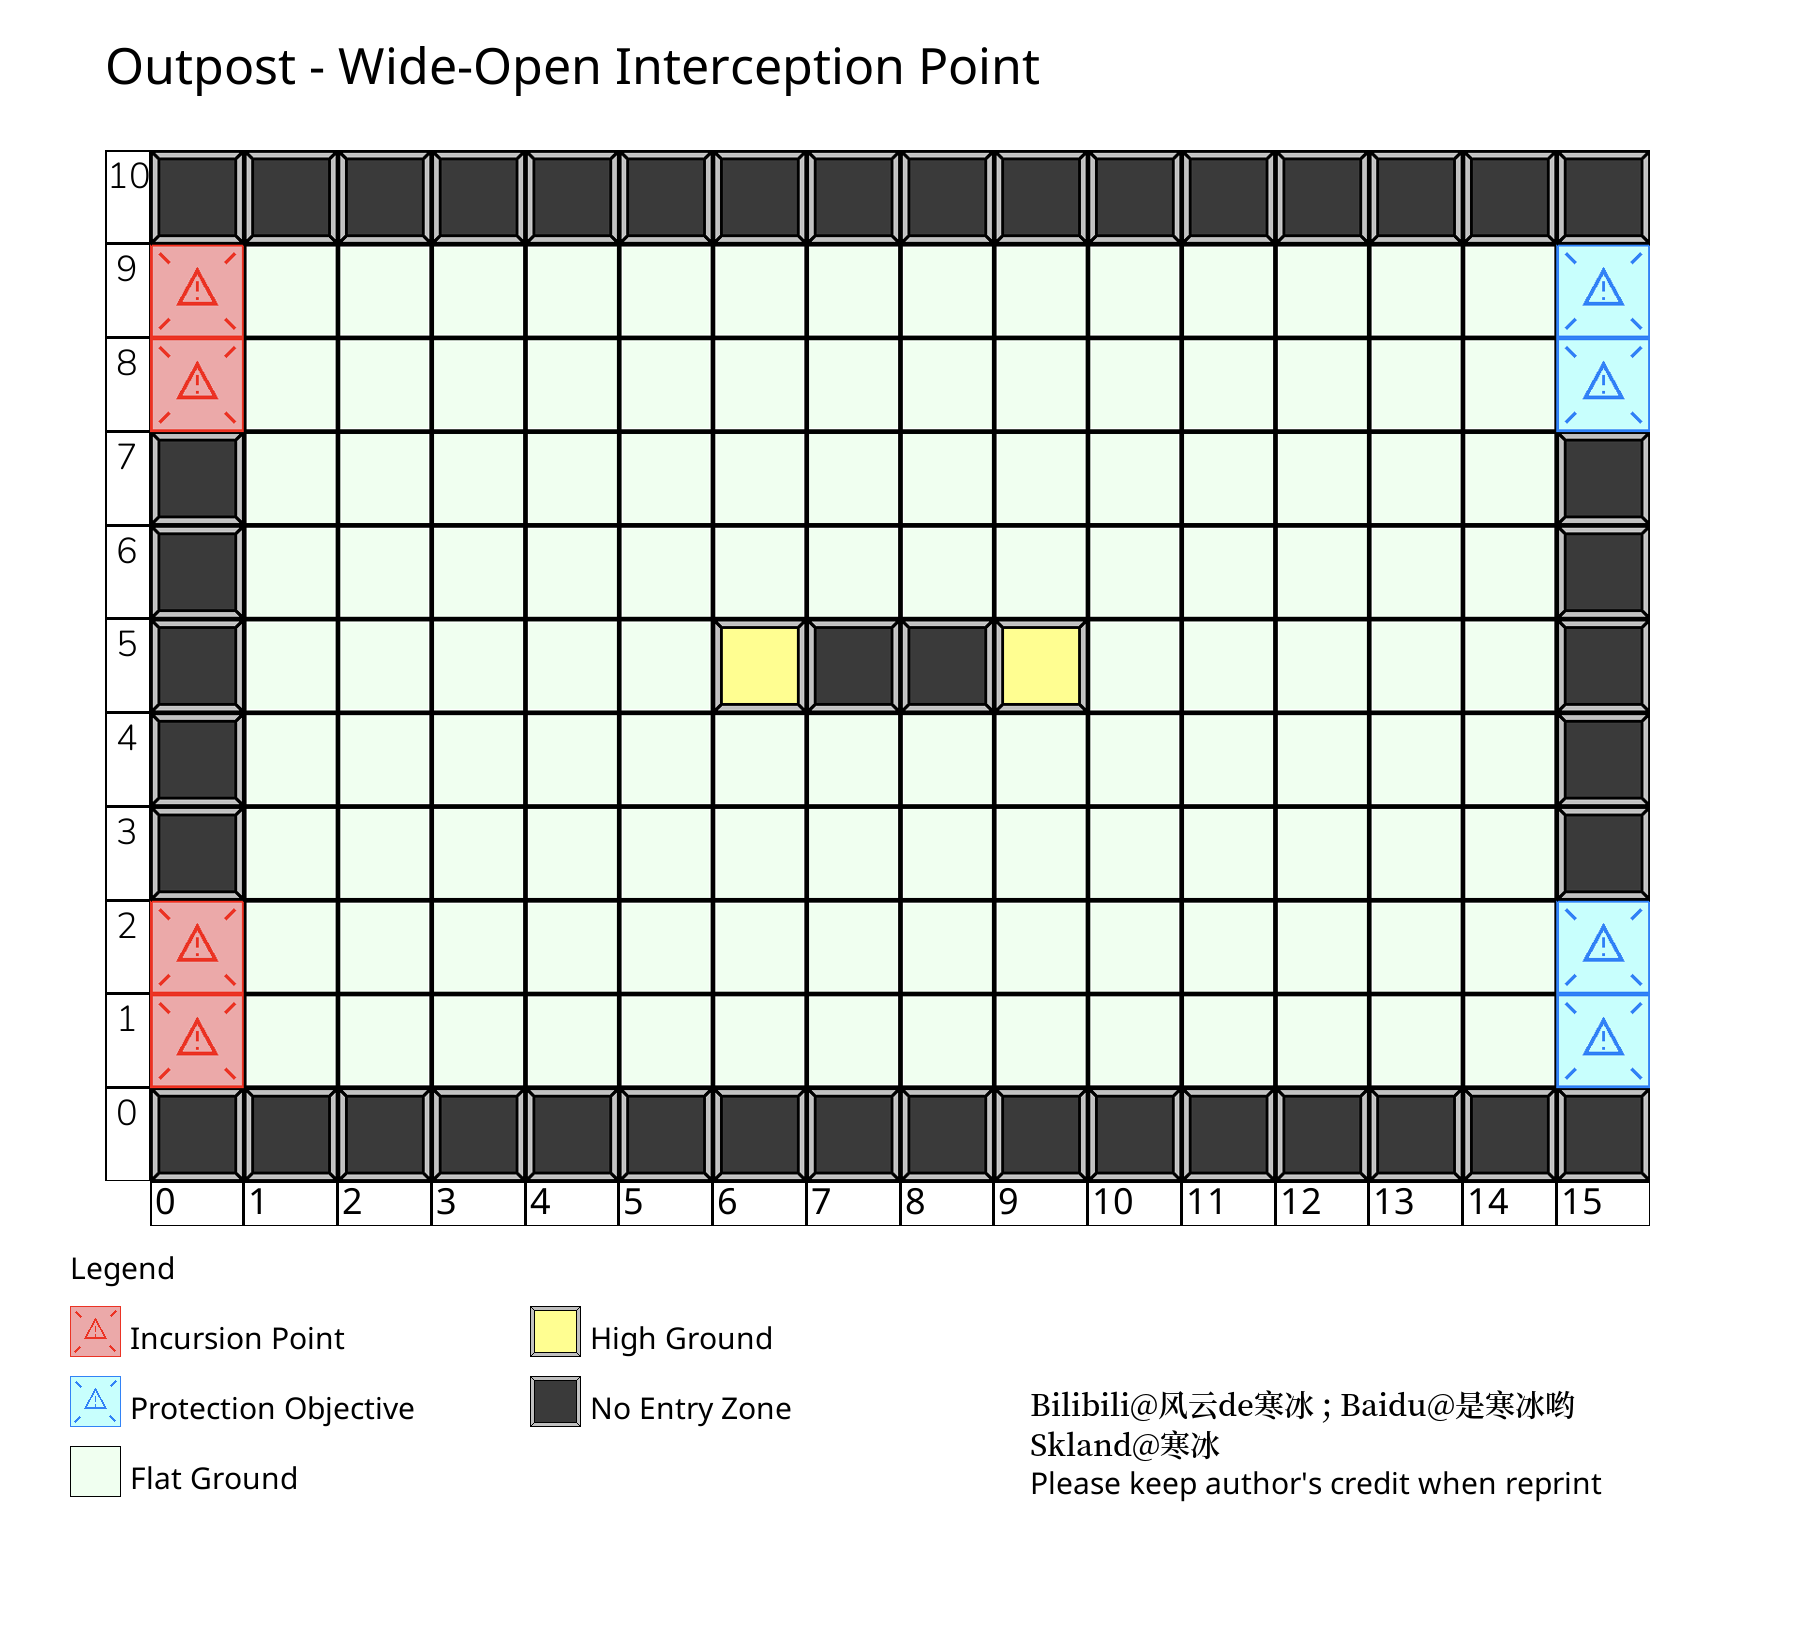 Outpost - Wide-Open Interception Point
10
9
8
7
6
5
4
3
2
1
0
0 1 2 3 4 5 6 7 8 9 10 11 12 13 14 15
Legend
Incursion Point
High Ground
Protection Objective
No Entry Zone
Flat Ground
Bilibili@风云de寒冰 ; Baidu@是寒冰哟
Skland@寒冰
Please keep author's credit when reprint